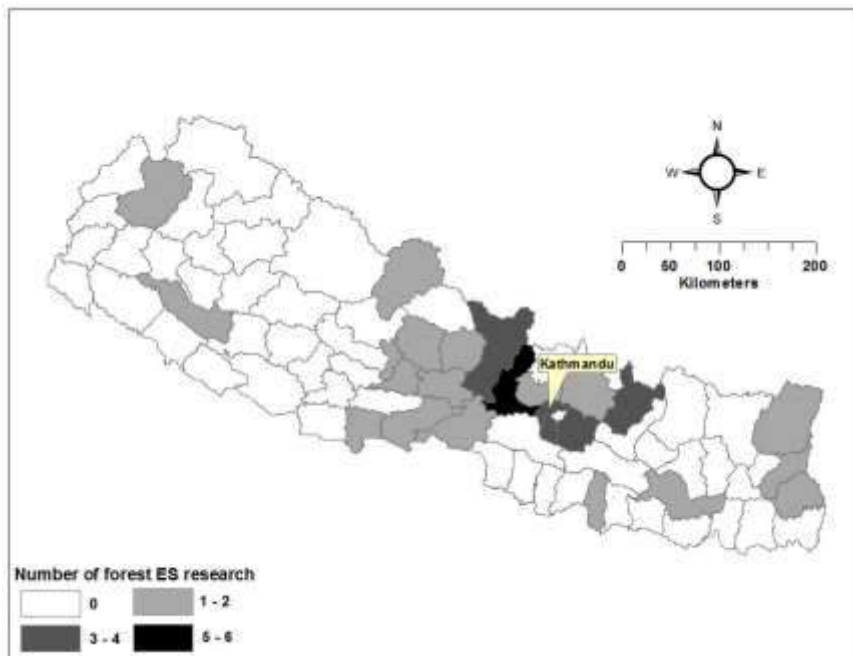 N
W E
S
0 50 100 200
Kilometers
Kathmandu
Number of forest ES research
0 1 - 2
3 - 4 5 - 6